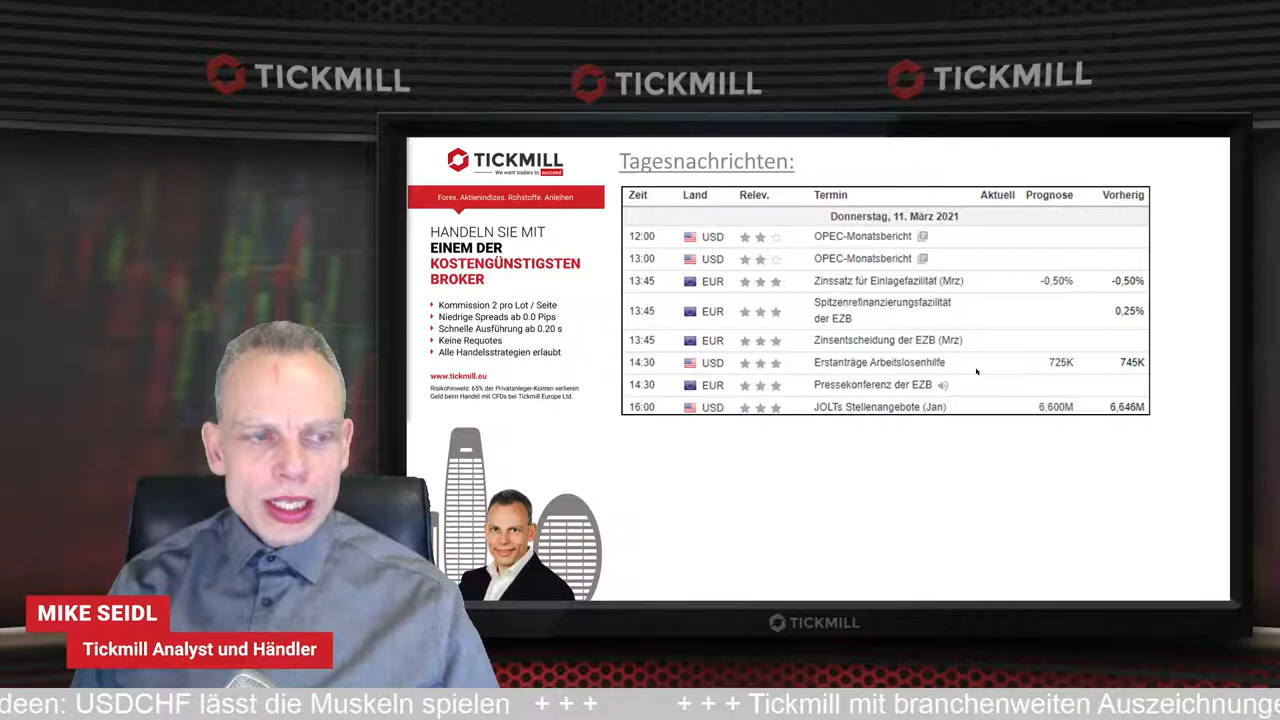 TICKMILL
TICKMILL
TICKMILL
TICKMILL
We want traders to succeed
Forex. Aktienindizes. Rohstoffe. Anleihen
HANDELN SIE MIT
EINEM DER
KOSTENGÜNSTIGSTEN
BROKER
Kommission 2 pro Lot / Seite
Niedrige Spreads ab 0.0 Pips
Schnelle Ausführung ab 0.20 s
Keine Requotes
Alle Handelsstrategien erlaubt
www.tickmill.eu
Risikohinweis: 65% der Privatanleger-Konten verlieren
Geld beim Handel mit CFDs bei Tickmill Europe Ltd.
Tagesnachrichten:
Zeit Land Relev. Termin Aktuell Prognose Vorherig
Donnerstag, 11. März 2021
12:00 USD OPEC-Monatsbericht
13:00 USD OPEC-Monatsbericht
13:45 EUR Zinssatz für Einlagefazilität (Mrz) -0,50% -0,50%
13:45 EUR Spitzenrefinanzierungsfazilität
der EZB 0,25%
13:45 EUR Zinsentscheidung der EZB (Mrz)
14:30 USD Erstanträge Arbeitslosenhilfe 725K 745K
14:30 EUR Pressekonferenz der EZB
16:00 USD JOLTs Stellenangebote (Jan) 6,600M 6,646M
TICKMILL
MIKE SEIDL
Tickmill Analyst und Händler
deen: USDCHF lässt die Muskeln spielen + + + + + + Tickmill mit branchenweiten Auszeichnunge